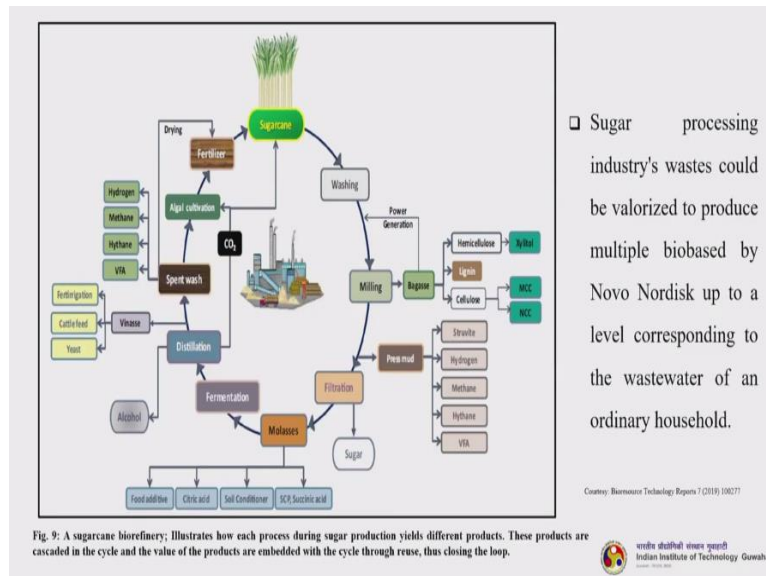 Sugarcane
Drying
Fertilizer
Washing
Hydrogen
Algal cultivation
Methane
CO2
Power
Generation
Hemicellulose
Xylitol
Hythane
Lignin
VFA
Spent wash
Milling
Bagasse
MCC
Cellulose
NCC
Fertirrigation
Cattle feed
Vinasse
Yeast
Distillation
Struvite
Press mud
Hydrogen
Methane
Filtration
Fermentation
Hythane
Alcohol
Molasses
VFA
Sugar
Food additive
Citric acid
Soil Conditioner
SCP, Succinic acid
❑ Sugar processing
industry's wastes could
be valorized to produce
multiple biobased by
Novo Nordisk up to a
level corresponding to
the wastewater of an
ordinary household.
Courtesy: Bioresource Technology Reports 7 (2019) 100277
Fig. 9: A sugarcane biorefinery; Illustrates how each process during sugar production yields different products. These products are
cascaded in the cycle and the value of the products are embedded with the cycle through reuse, thus closing the loop.
भारतीय प्रौद्योगिकी संस्थान गुवाहाटी
Indian Institute of Technology Guwah